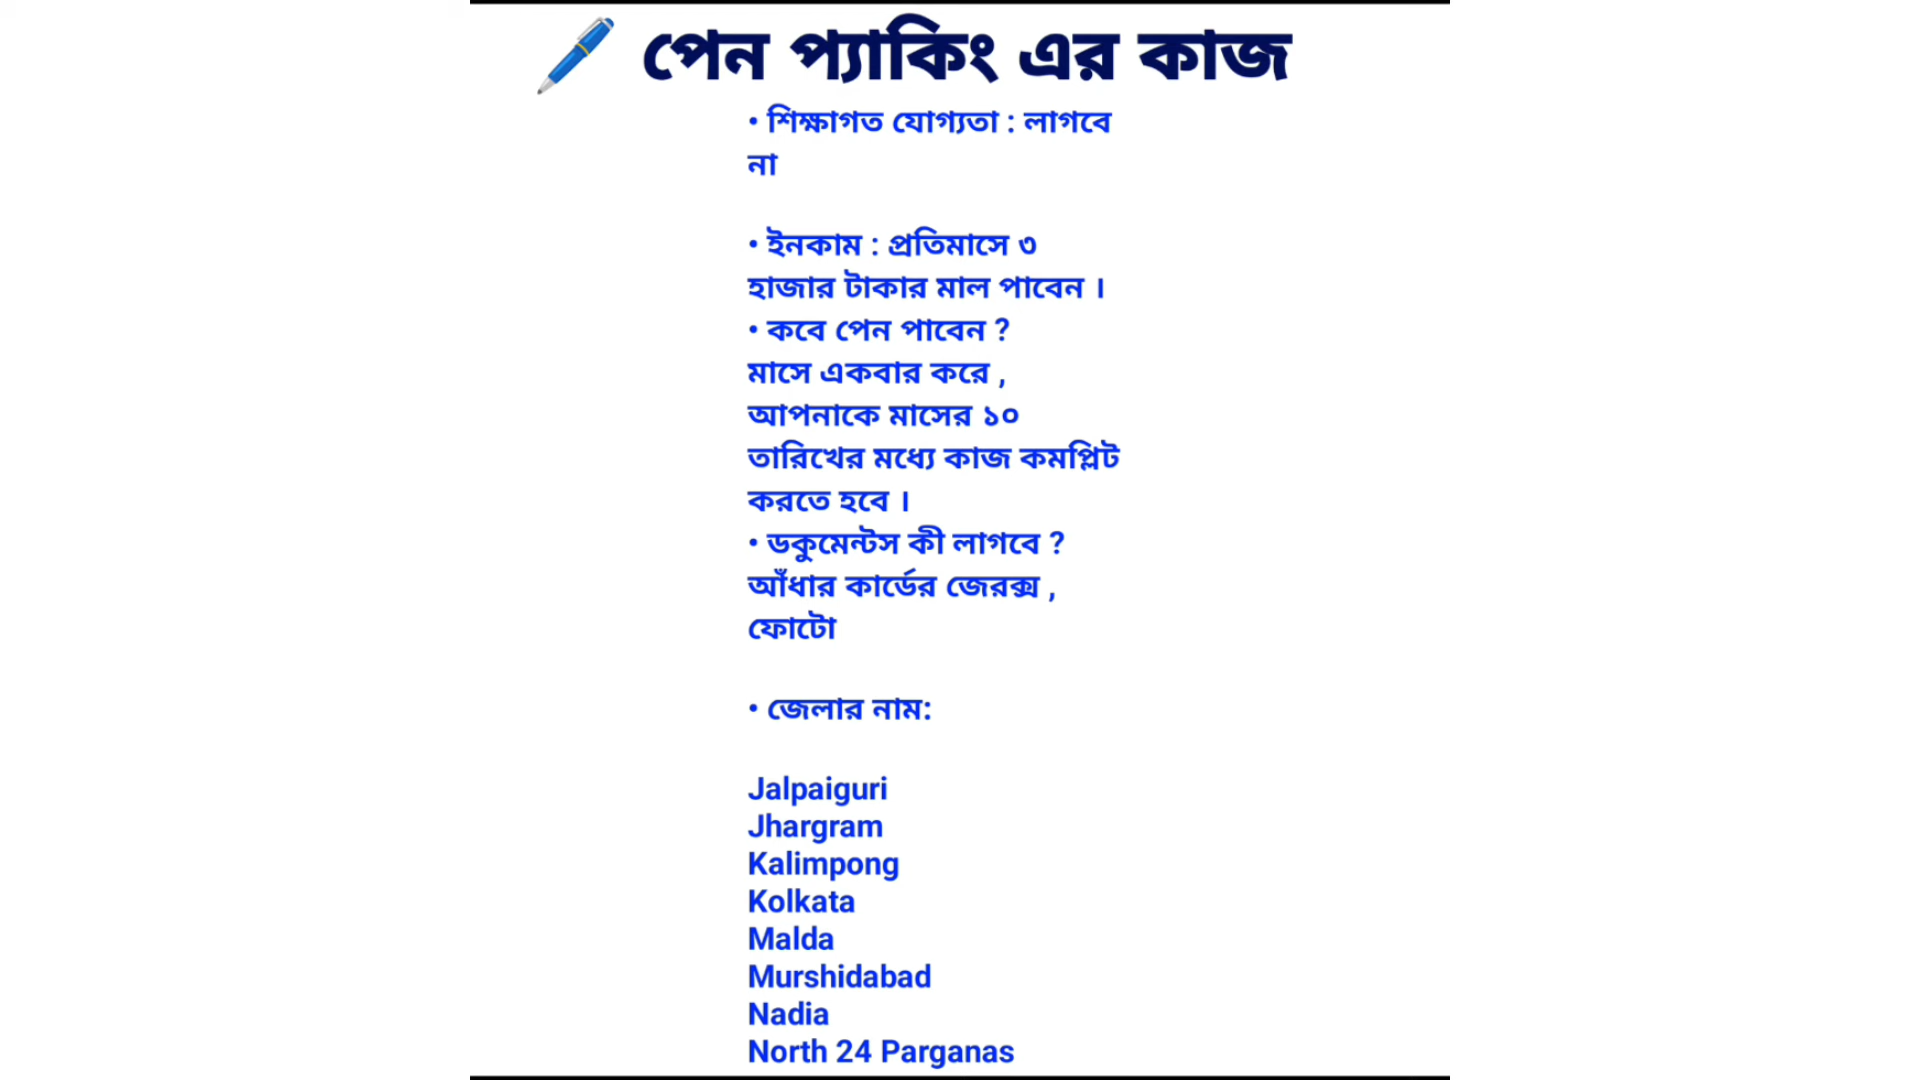 পেন প্যাকিং এর কাজ
• শিক্ষাগত যোগ্যতা : লাগবে
না
• ইনকাম : প্রতিমাসে ৩
হাজার টাকার মাল পাবেন ।
• কবে পেন পাবেন ?
মাসে একবার করে ,
আপনাকে মাসের ১০
তারিখের মধ্যে কাজ কমপ্লিট
করতে হবে ।
• ডকুমেন্টস কী লাগবে ?
আঁধার কার্ডের জেরক্স ,
ফোটো
• জেলার নাম:
Jalpaiguri
Jhargram
Kalimpong
Kolkata
Malda
Murshidabad
Nadia
North 24 Parganas